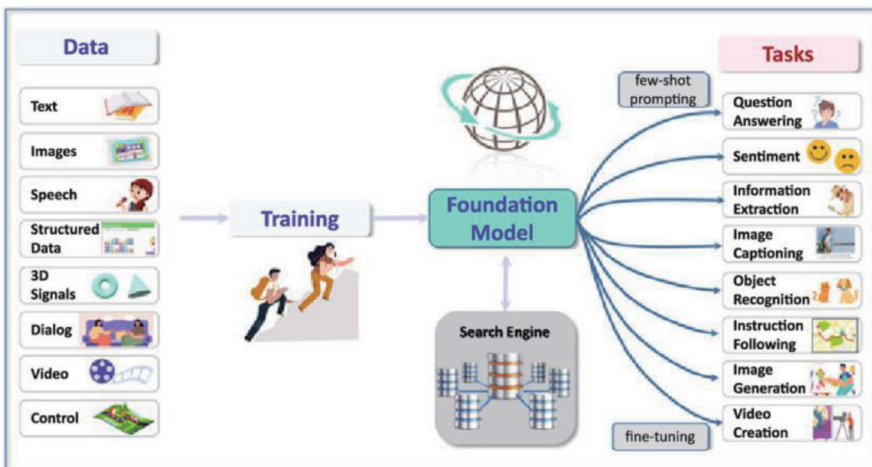 Data
Text
Images
Speech
Structured
Data
3D
Signals
Dialog
Video
Control
Training
Foundation
Model
Search Engine
few-shot
prompting
fine-tuning
Tasks
Question
Answering
Sentiment
Information
Extraction
Image
Captioning
Object
Recognition
Instruction
Following
Image
Generation
Video
Creation